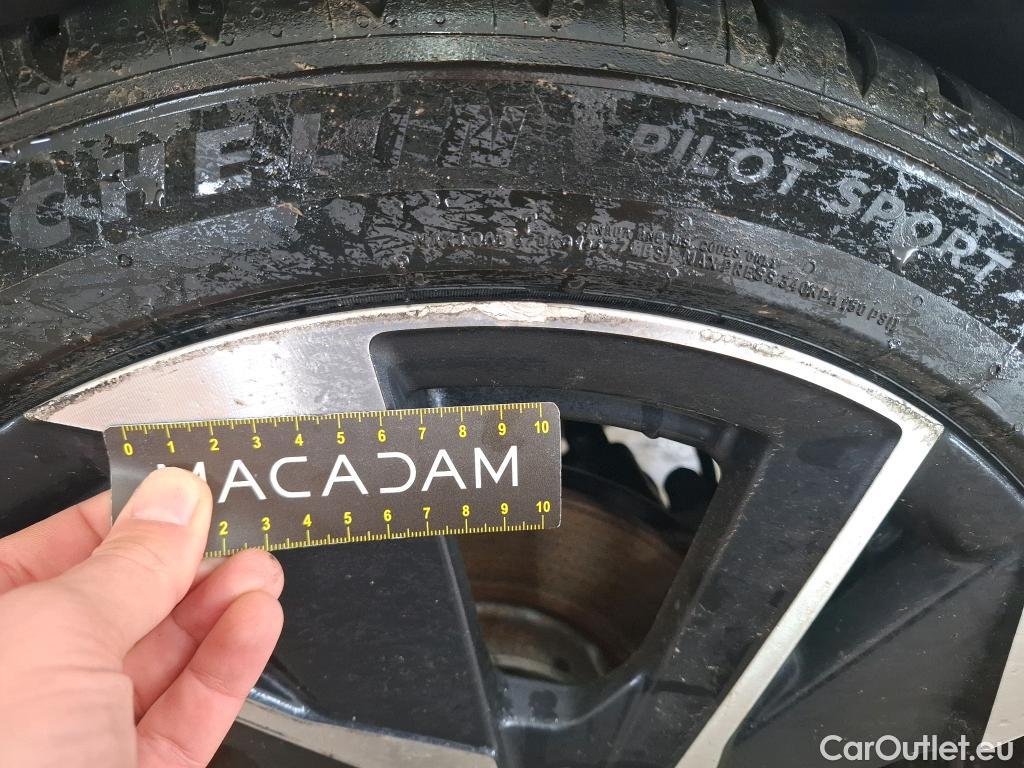 CHELIN PILOT SPORT
MAX.PRESS 340KPA (50 PSI)
0 1 2 3 4 5 6 7 8 9 10
MACADAM
2 3 4 5 6 7 8 9 10
CarOutlet.eu